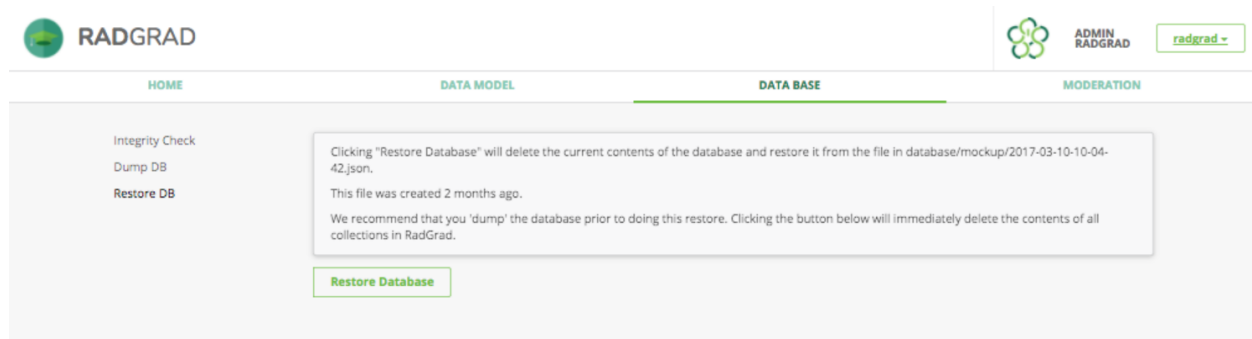 RADGRAD
ADMIN
RADGRAD
radgrad
HOME
DATA MODEL
DATA BASE
MODERATION
Integrity Check
Dump DB
Restore DB
Clicking "Restore Database" will delete the current contents of the database and restore it from the file in database/mockup/2017-03-10-10-04-
42.json.
This file was created 2 months ago.
We recommend that you 'dump' the database prior to doing this restore. Clicking the button below will immediately delete the contents of all
collections in RadGrad.
Restore Database